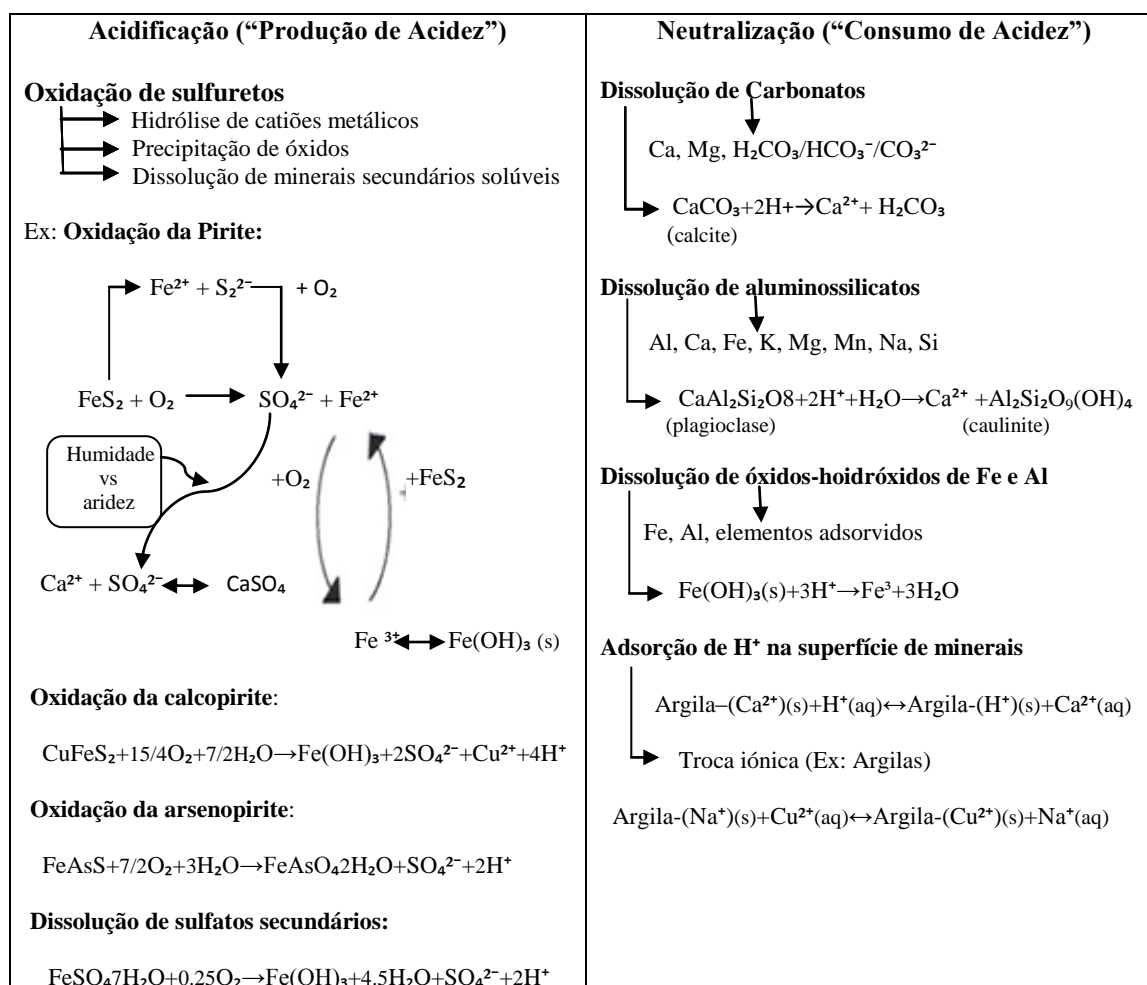 Acidificação (“Produção de Acidez”)
Oxidação de sulfuretos
Hidrólise de catiões metálicos
Precipitação de óxidos
Dissolução de minerais secundários solúveis
Ex: Oxidação da Pirite:
Fe²⁺ + S₂²⁻ + O₂
FeS₂ + O₂ SO₄²⁻ + Fe²⁺
Humidade
vs
aridez
+O₂ +FeS₂
Ca²⁺ + SO₄²⁻ CaSO₄
Fe ³⁺ Fe(OH)₃ (s)
Oxidação da calcopirite:
CuFeS₂+15/4O₂+7/2H₂O→Fe(OH)₃+2SO₄²⁻+Cu²⁺+4H⁺
Oxidação da arsenopirite:
FeAsS+7/2O₂+3H₂O→FeAsO₄2H₂O+SO₄²⁻+2H⁺
Dissolução de sulfatos secundários:
FeSO₄7H₂O+0.25O₂→Fe(OH)₃+4.5H₂O+SO₄²⁻+2H⁺
Neutralização (“Consumo de Acidez”)
Dissolução de Carbonatos
Ca, Mg, H₂CO₃/HCO₃⁻/CO₃²⁻
CaCO₃+2H+→Ca²⁺+ H₂CO₃
(calcite)
Dissolução de aluminossilicatos
Al, Ca, Fe, K, Mg, Mn, Na, Si
CaAl₂Si₂O8+2H⁺+H₂O→Ca²⁺ +Al₂Si₂O₉(OH)₄
(plagioclase) (caulinite)
Dissolução de óxidos-hoidróxidos de Fe e Al
Fe, Al, elementos adsorvidos
Fe(OH)₃(s)+3H⁺→Fe³+3H₂O
Adsorção de H⁺ na superfície de minerais
Argila–(Ca²⁺)(s)+H⁺(aq)↔Argila-(H⁺)(s)+Ca²⁺(aq)
Troca iónica (Ex: Argilas)
Argila-(Na⁺)(s)+Cu²⁺(aq)↔Argila-(Cu²⁺)(s)+Na⁺(aq)